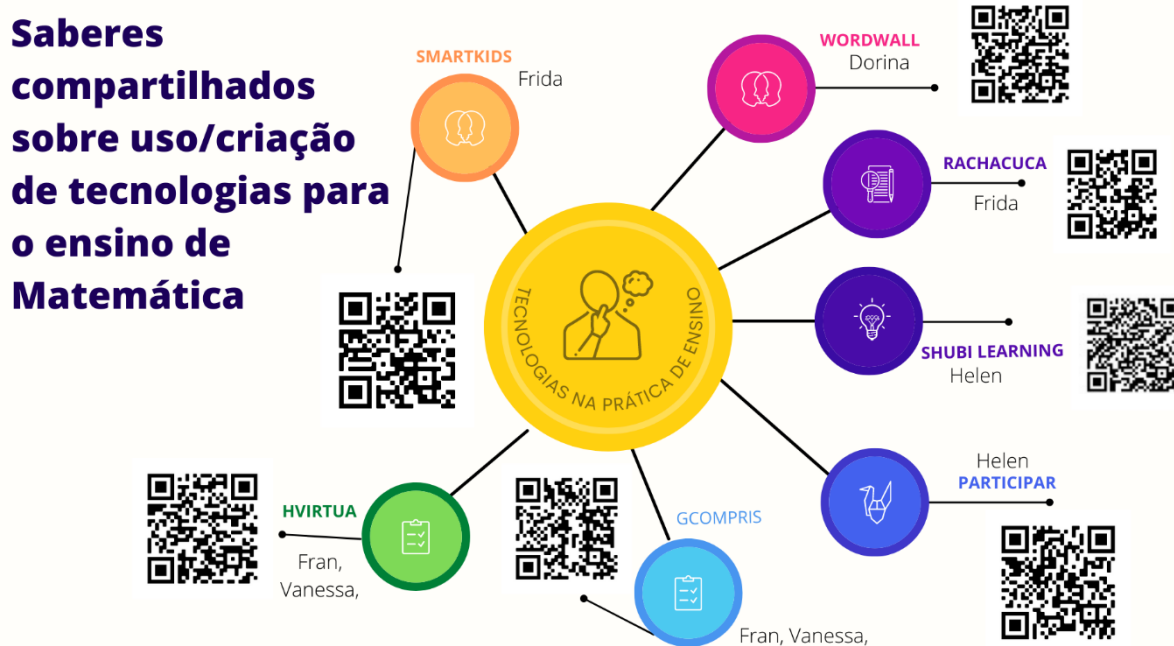 Saberes
compartilhados
sobre uso/criação
de tecnologias para
o ensino de
Matemática
SMARTKIDS
Frida
WORDWALL
Dorina
RACHACUCA
Frida
SHUBI LEARNING
Helen
Helen
PARTICIPAR
TECNOLOGIAS NA PRÁTICA DE ENSINO
HVIRTUA
Fran,
Vanessa,
GCOMPRIS
Fran, Vanessa,